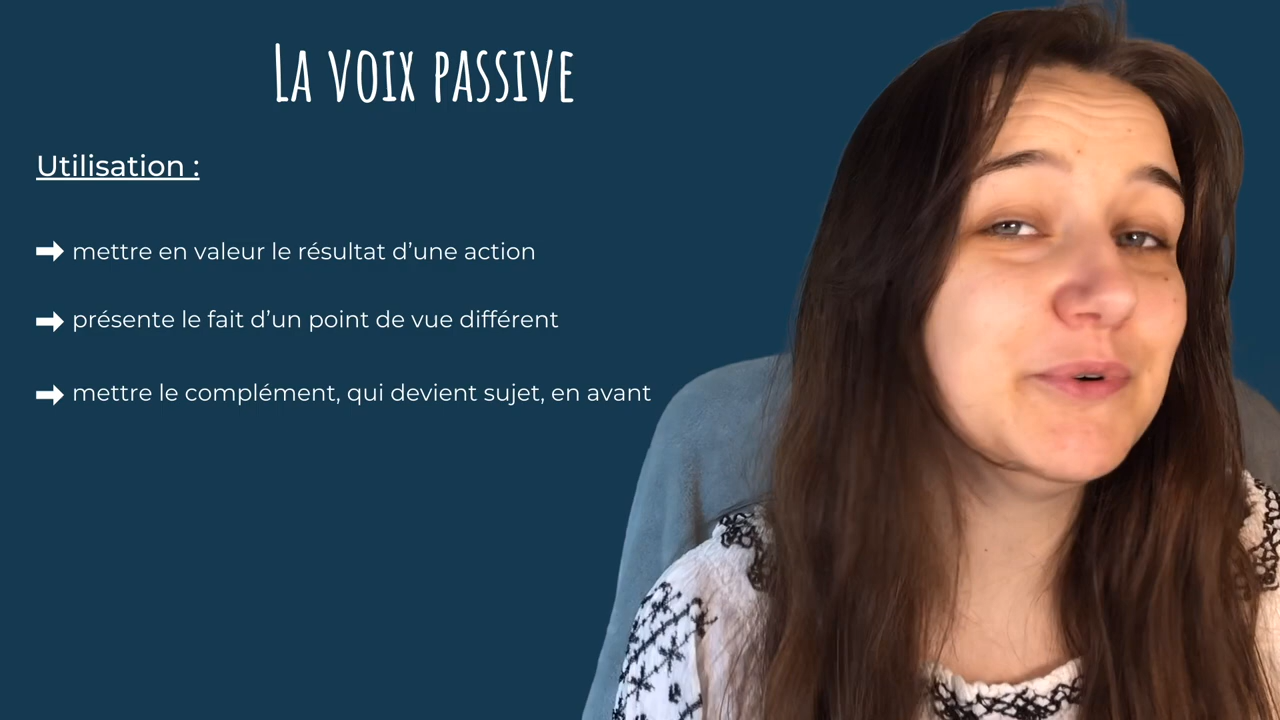 La voix passive
Utilisation :
mettre en valeur le résultat d’une action
présente le fait d’un point de vue différent
mettre le complément, qui devient sujet, en avant